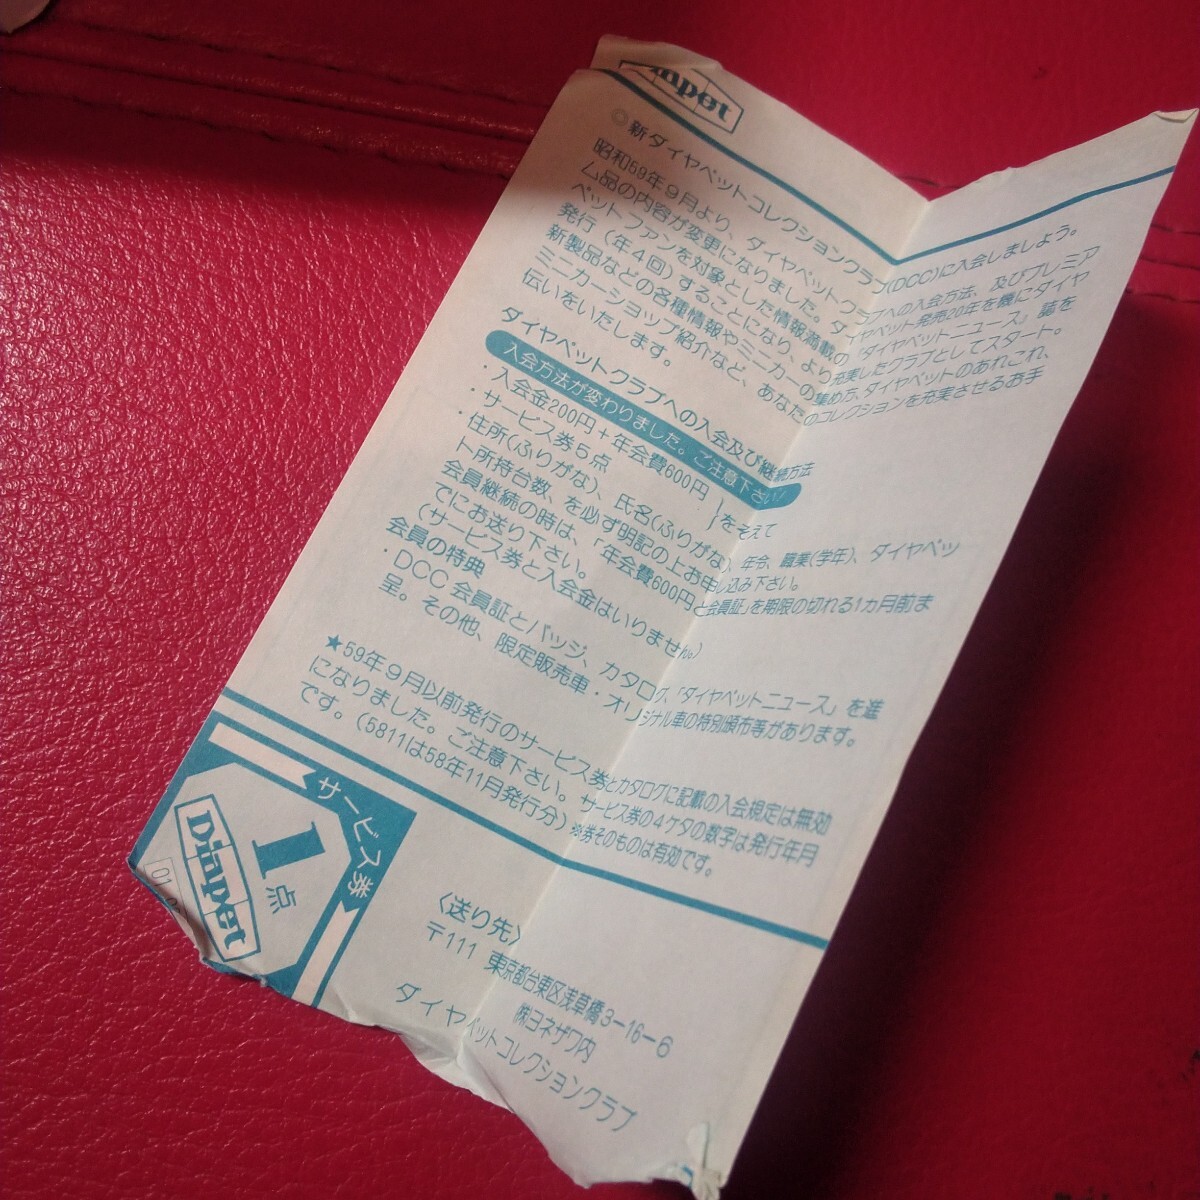 Diapet
◎新ダイヤペットコレクションクラブ(DCC)に入会しましょう。
昭和59年9月より、ダイヤペットクラブへの入会方法、及びプレミア
ム品の内容が変更になりました。ダイヤペット発売20年を機にダイヤ
ペットファンを対象とした情報満載の『ダイヤペットニュース』誌を
発行(年4回)することになり、より充実したクラブとしてスタート。
新製品などの各種情報やミニカーの集め方、ダイヤペットのあれこれ、
ミニカーショップ紹介など、あなたのコレクションを充実させるお手
伝いをいたします。
ダイヤペットクラブへの入会及び継続方法
入会方法が変わりました。ご注意下さい!
・入会金200円+年会費600円
・サービス券5点 }をそえて
・住所(ふりがな)、氏名(ふりがな)、年令、職業(学年)、ダイヤペッ
ト所持台数、を必ず明記の上お申し込み下さい。
会員継続の時は、「年会費600円と会員証」を期限の切れる1カ月前ま
でにお送り下さい。
(サービス券と入会金はいりません。)
会員の特典
・DCC会員証とバッジ、カタログ、「ダイヤペットニュース」を進
呈。その他、限定販売車・オリジナル車の特別頒布等があります。
★59年9月以前発行のサービス券とカタログに記載の入会規定は無効
になりました。ご注意下さい。サービス券の4ケタの数字は発行年月
です。(5811は58年11月発行分)※券そのものは有効です。
サービス券
1点
Diapet
〈送り先〉
〒111 東京都台東区浅草橋3-16-6
㈱ヨネザワ内
ダイヤペットコレクションクラブ